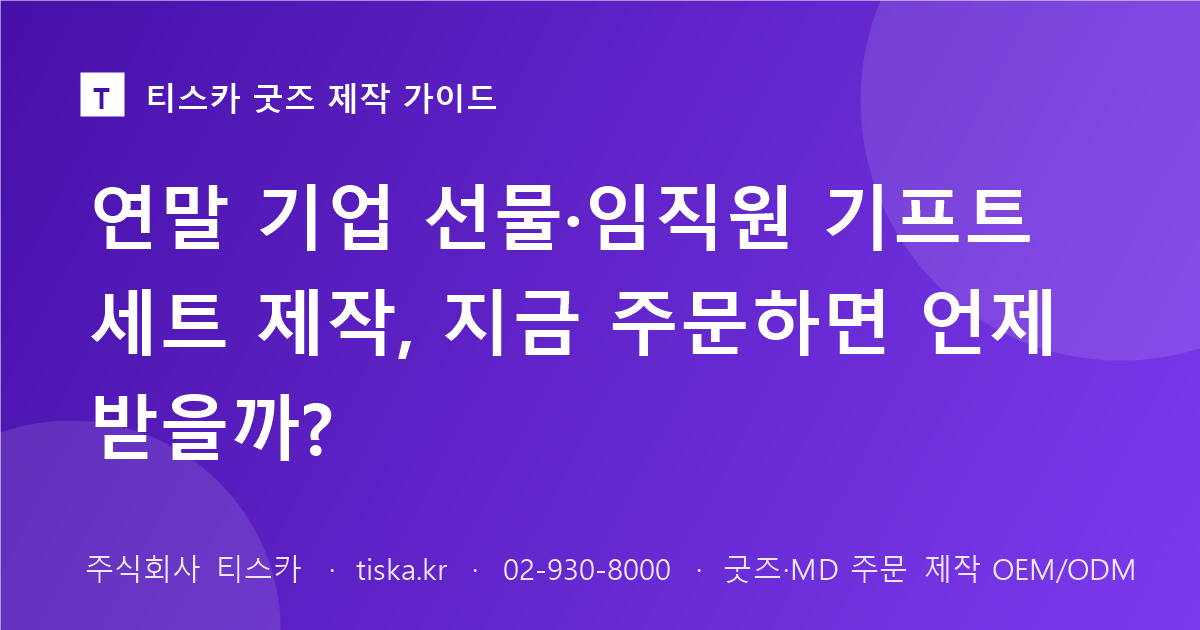 T 티스카 굿즈 제작 가이드
연말 기업 선물·임직원 기프트
세트 제작, 지금 주문하면 언제
받을까?
주식회사 티스카 · tiska.kr · 02-930-8000 · 굿즈·MD 주문 제작 OEM/ODM